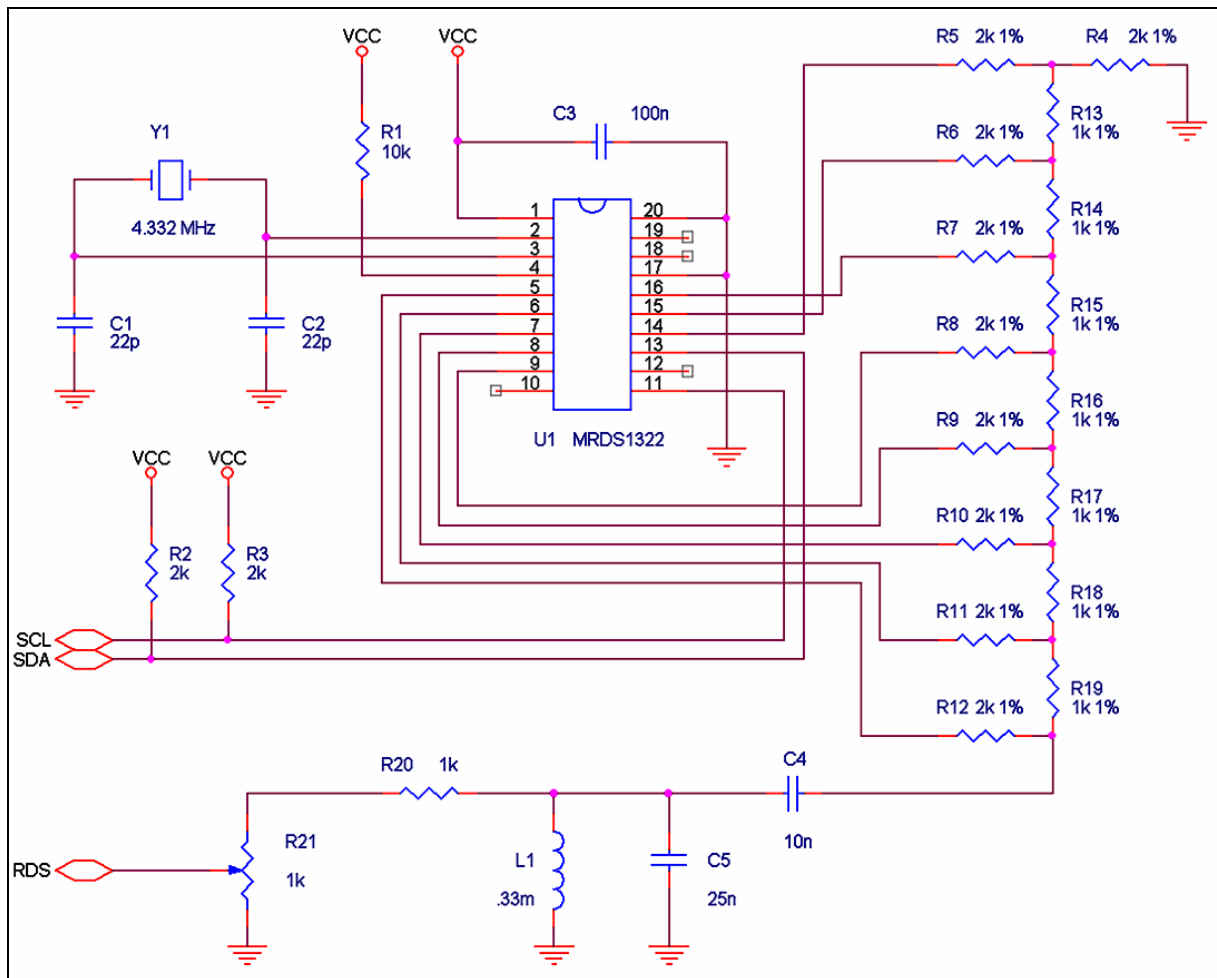 VCC
VCC
R5 2k 1%
R4 2k 1%
C3 100n
Y1
R1
10k
R13
1k 1%
R6 2k 1%
4.332 MHz
R14
1k 1%
R7 2k 1%
1
2
3
4
5
6
7
8
9
10
20
19
18
17
16
15
14
13
12
11
C1
22p
C2
22p
R15
1k 1%
R8 2k 1%
R16
1k 1%
R9 2k 1%
U1 MRDS1322
VCC
VCC
R17
1k 1%
R10 2k 1%
R2
2k
R3
2k
R18
1k 1%
R11 2k 1%
SCL
SDA
R19
1k 1%
R12 2k 1%
R20 1k
C4
10n
R21
1k
L1
.33m
C5
25n
RDS